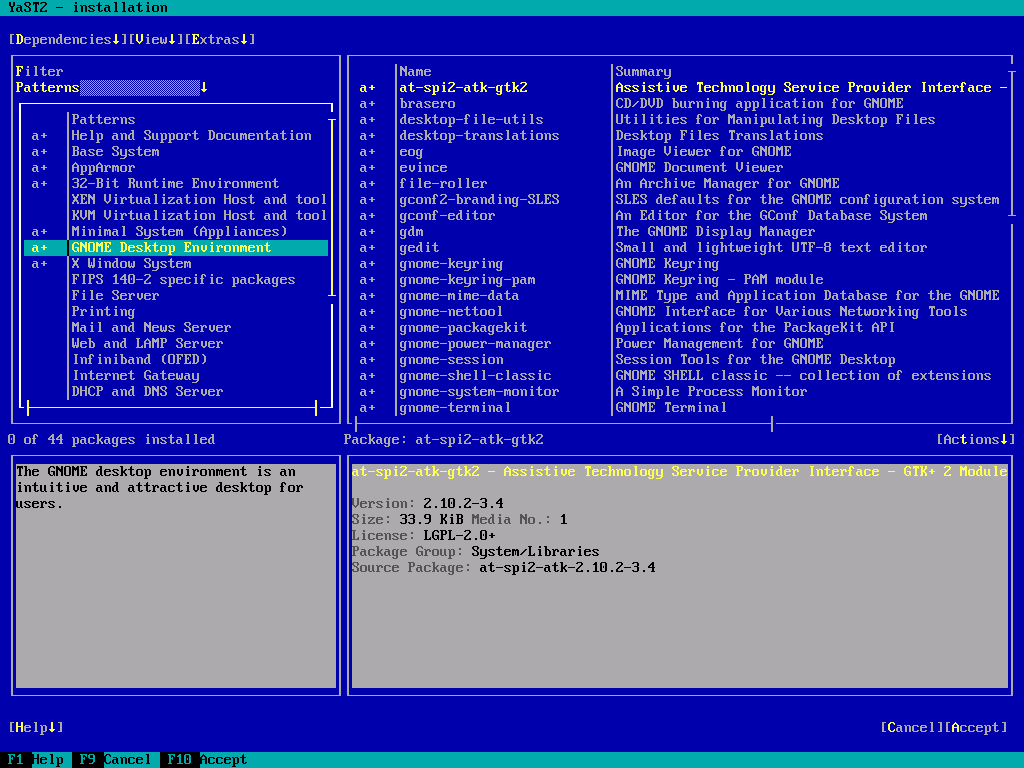 YaST2 - installation
[Dependencies↓][View↓][Extras↓]
Filter
Patterns ↓
Patterns
a+ Help and Support Documentation
a+ Base System
a+ AppArmor
a+ 32-Bit Runtime Environment
XEN Virtualization Host and tool
KVM Virtualization Host and tool
a+ Minimal System (Appliances)
a+ GNOME Desktop Environment
a+ X Window System
FIPS 140-2 specific packages
File Server
Printing
Mail and News Server
Web and LAMP Server
Infiniband (OFED)
Internet Gateway
DHCP and DNS Server
Name Summary
a+ at-spi2-atk-gtk2 Assistive Technology Service Provider Interface -
a+ brasero CD/DVD burning application for GNOME
a+ desktop-file-utils Utilities for Manipulating Desktop Files
a+ desktop-translations Desktop Files Translations
a+ eog Image Viewer for GNOME
a+ evince GNOME Document Viewer
a+ file-roller An Archive Manager for GNOME
a+ gconf2-branding-SLES SLES defaults for the GNOME configuration system
a+ gconf-editor An Editor for the GConf Database System
a+ gdm The GNOME Display Manager
a+ gedit Small and lightweight UTF-8 text editor
a+ gnome-keyring GNOME Keyring
a+ gnome-keyring-pam GNOME Keyring - PAM module
a+ gnome-mime-data MIME Type and Application Database for the GNOME
a+ gnome-nettool GNOME Interface for Various Networking Tools
a+ gnome-packagekit Applications for the PackageKit API
a+ gnome-power-manager Power Management for GNOME
a+ gnome-session Session Tools for the GNOME Desktop
a+ gnome-shell-classic GNOME SHELL classic -- collection of extensions
a+ gnome-system-monitor A Simple Process Monitor
a+ gnome-terminal GNOME Terminal
0 of 44 packages installed
Package: at-spi2-atk-gtk2 [Actions↓]
The GNOME desktop environment is an
intuitive and attractive desktop for
users.
at-spi2-atk-gtk2 - Assistive Technology Service Provider Interface - GTK+ 2 Module
Version: 2.10.2-3.4
Size: 33.9 KiB Media No.: 1
License: LGPL-2.0+
Package Group: System/Libraries
Source Package: at-spi2-atk-2.10.2-3.4
[Help↓] [Cancel][Accept]
F1 Help F9 Cancel F10 Accept